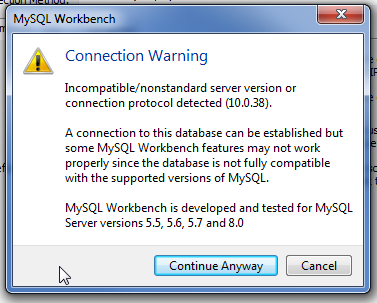 MySQL Workbench
Connection Warning
Incompatible/nonstandard server version or
connection protocol detected (10.0.38).
A connection to this database can be established but
some MySQL Workbench features may not work
properly since the database is not fully compatible
with the supported versions of MySQL.
MySQL Workbench is developed and tested for MySQL
Server versions 5.5, 5.6, 5.7 and 8.0
Continue Anyway
Cancel